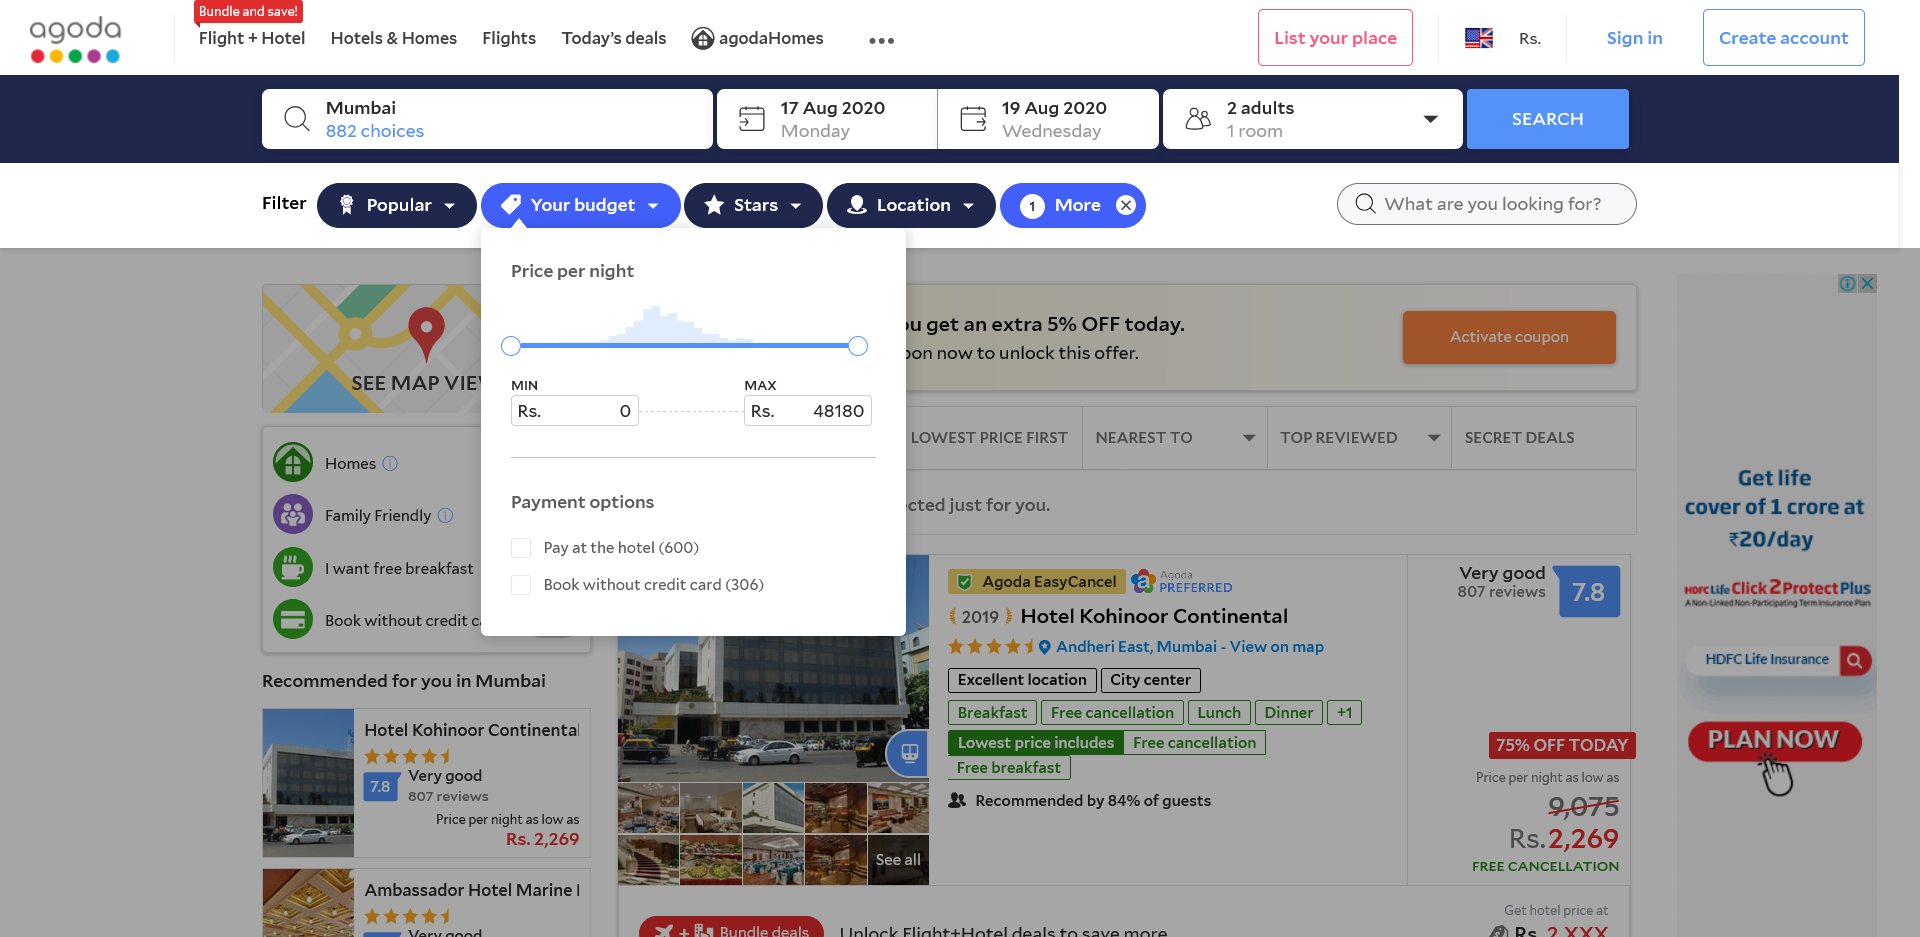 Bundle and save!
agoda
Flight + Hotel
Hotels & Homes
Flights
Today's deals
agodaHomes
List your place
Rs.
Sign in
Create account
Mumbai
882 choices
17 Aug 2020
Monday
19 Aug 2020
Wednesday
2 adults
1 room
SEARCH
Filter
Popular
Your budget
Stars
Location
1 More
What are you looking for?
Price per night
MIN
MAX
Rs. 0
Rs. 48180
Payment options
Pay at the hotel (600)
Book without credit card (306)
SEE MAP
Homes
Family Friendly
I want free breakfast
Book without credit
Recommended for you in Mumbai
Hotel Kohinoor Continental
7.8
Very good
807 reviews
Price per night as low as
Rs. 2,269
Ambassador Hotel Marine
Very good
get an extra 5% OFF today.
now to unlock this offer.
Activate coupon
LOWEST PRICE FIRST
NEAREST TO
TOP REVIEWED
SECRET DEALS
just for you.
Agoda EasyCancel
Agoda
PREFERRED
2019
Hotel Kohinoor Continental
Andheri East, Mumbai - View on map
Excellent location
City center
Breakfast
Free cancellation
Lunch
Dinner
+1
Lowest price includes
Free cancellation
Free breakfast
Recommended by 84% of guests
See all
Very good
807 reviews
7.8
75% OFF TODAY
Price per night as low as
9,075
Rs. 2,269
FREE CANCELLATION
+ Bundle deals
Unlock Flight+Hotel deals to save more
Get hotel price at
Rs. 2,XXX
Get life
cover of 1 crore at
₹20/day
HDFC Life Click 2 Protect Plus
A Non-Linked Non-Participating Term Insurance Plan
HDFC Life Insurance
PLAN NOW